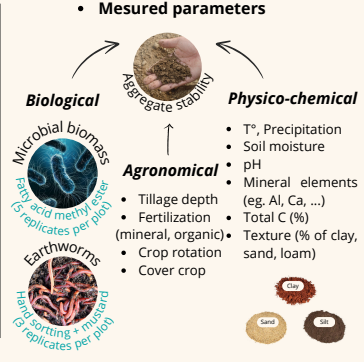 • Mesured parameters
Aggregate stability
Biological
Microbial biomass
Fatty acid methyl ester
(5 replicates per plot)
Earthworms
Hand sortting + mustard
(3 replicates per plot)
Agronomical
• Tillage depth
• Fertilization
(mineral, organic)
• Crop rotation
• Cover crop
Physico-chemical
• T°, Precipitation
• Soil moisture
• pH
• Mineral elements
(eg. Al, Ca, ...)
• Total C (%)
• Texture (% of clay,
sand, loam)
Clay
Sand
Silt